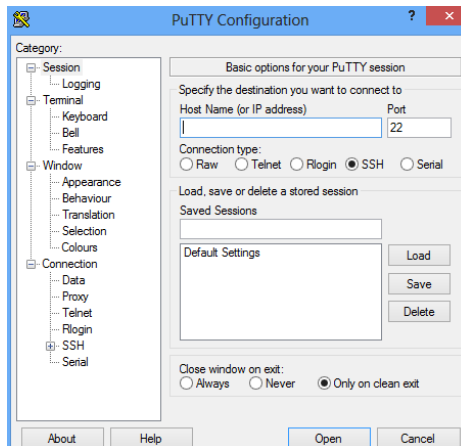 PuTTY Configuration
?
Category:
Session
Logging
Terminal
Keyboard
Bell
Features
Window
Appearance
Behaviour
Translation
Selection
Colours
Connection
Data
Proxy
Telnet
Rlogin
SSH
Serial
Basic options for your PuTTY session
Specify the destination you want to connect to
Host Name (or IP address) Port
22
Connection type:
Raw Telnet Rlogin SSH Serial
Load, save or delete a stored session
Saved Sessions
Default Settings
Load
Save
Delete
Close window on exit:
Always Never Only on clean exit
About Help Open Cancel